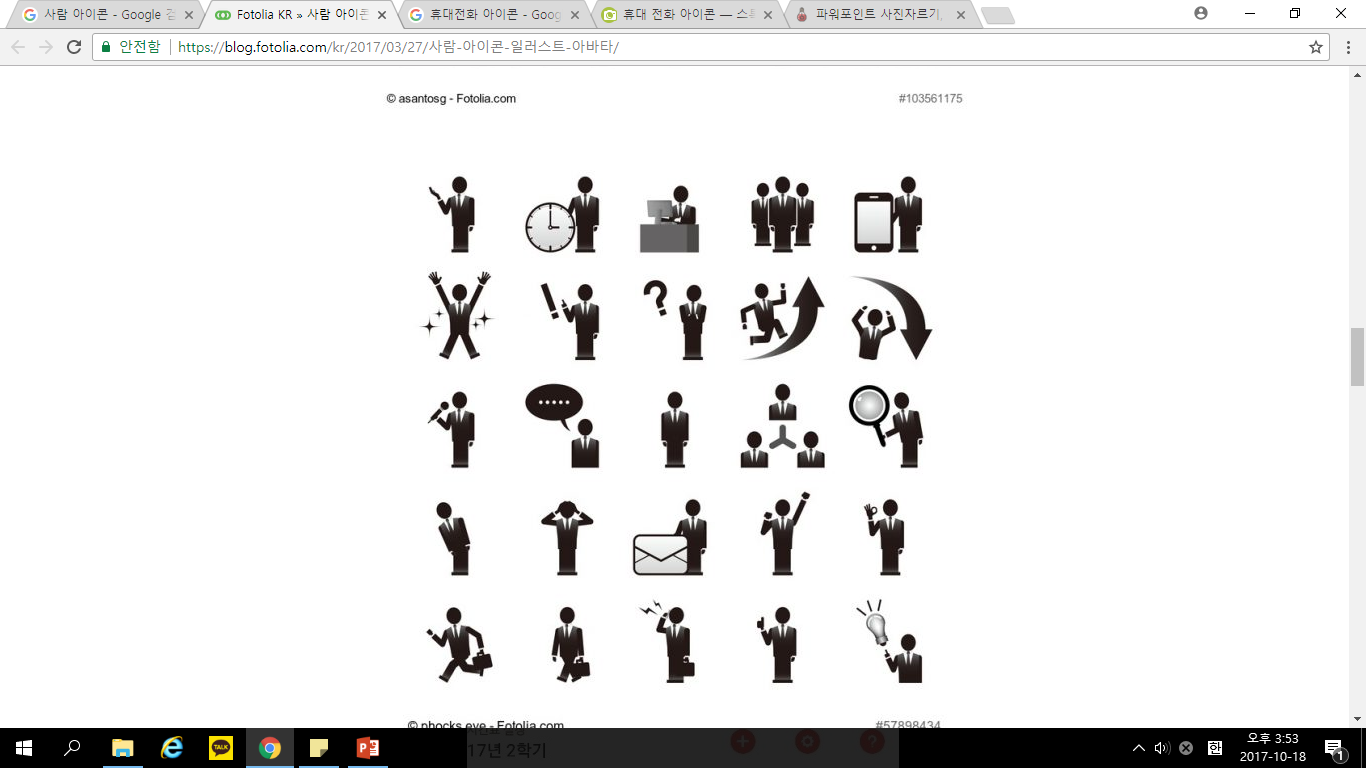 사람 아이콘 - Google 검
Fotolia KR » 사람 아이콘
휴대전화 아이콘 - Goog
휴대 전화 아이콘 — 스톡
파워포인트 사진자르기,
안전함
https://blog.fotolia.com/kr/2017/03/27/사람-아이콘-일러스트-아바타/
© asantosg - Fotolia.com
#103561175
?
© phocks eye - Fotolia.com
#57898434
17년 2학기
TALK
한
오후 3:53
2017-10-18
1